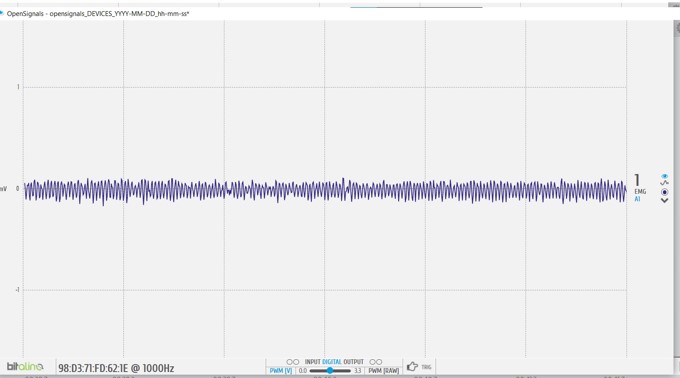 OpenSignals - opensignals_DEVICES_YYYY-MM-DD_hh-mm-ss*
1
mV 0
-1
1
EMG
A1
bitalino 98:D3:71:FD:62:1E @ 1000Hz
INPUT DIGITAL OUTPUT
PWM [V] 0.0 3.3 PWM [RAW]
TRIG